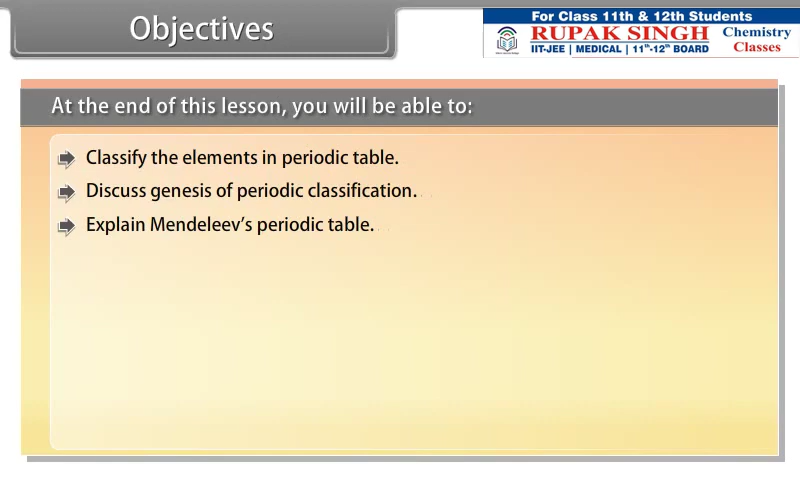 Objectives
For Class 11th & 12th Students
RUPAK SINGH
IIT-JEE | MEDICAL | 11th-12th BOARD
Chemistry
Classes
At the end of this lesson, you will be able to:
Classify the elements in periodic table.
Discuss genesis of periodic classification.
Explain Mendeleev's periodic table.